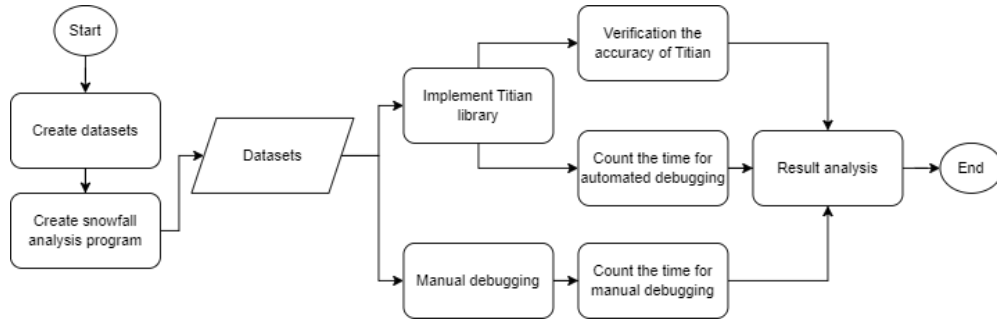 Start
Create datasets
Create snowfall
analysis program
Datasets
Implement Titian
library
Verification the
accuracy of Titian
Count the time for
automated debugging
Manual debugging
Count the time for
manual debugging
Result analysis
End